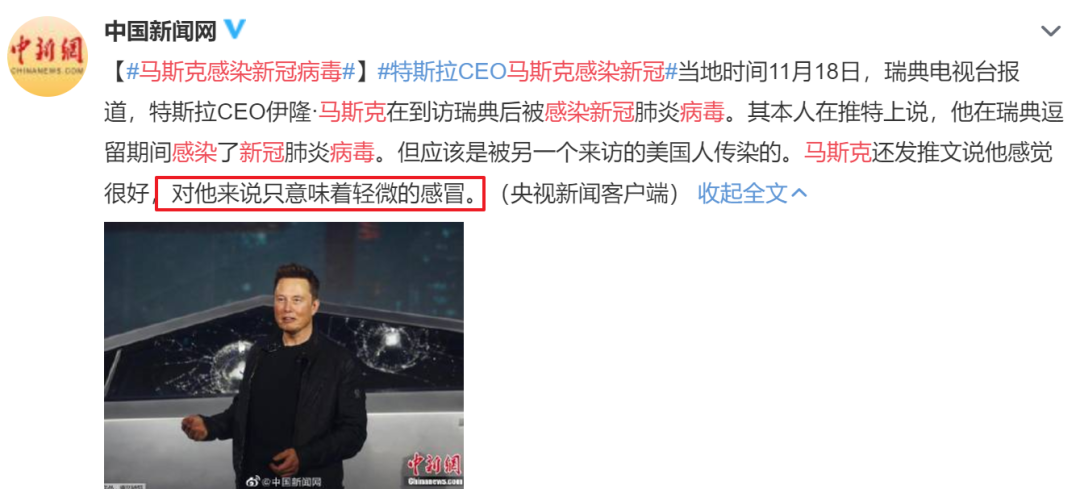 中国新闻网
中新网
CHINANEWS.COM
【#马斯克感染新冠病毒#】#特斯拉CEO马斯克感染新冠#当地时间11月18日，瑞典电视台报
道，特斯拉CEO伊隆·马斯克在到访瑞典后被感染新冠肺炎病毒。其本人在推特上说，他在瑞典逗
留期间感染了新冠肺炎病毒。但应该是被另一个来访的美国人传染的。马斯克还发推文说他感觉
很好，对他来说只意味着轻微的感冒。（央视新闻客户端） 收起全文
中新網
Chinanews.com
@中国新闻网